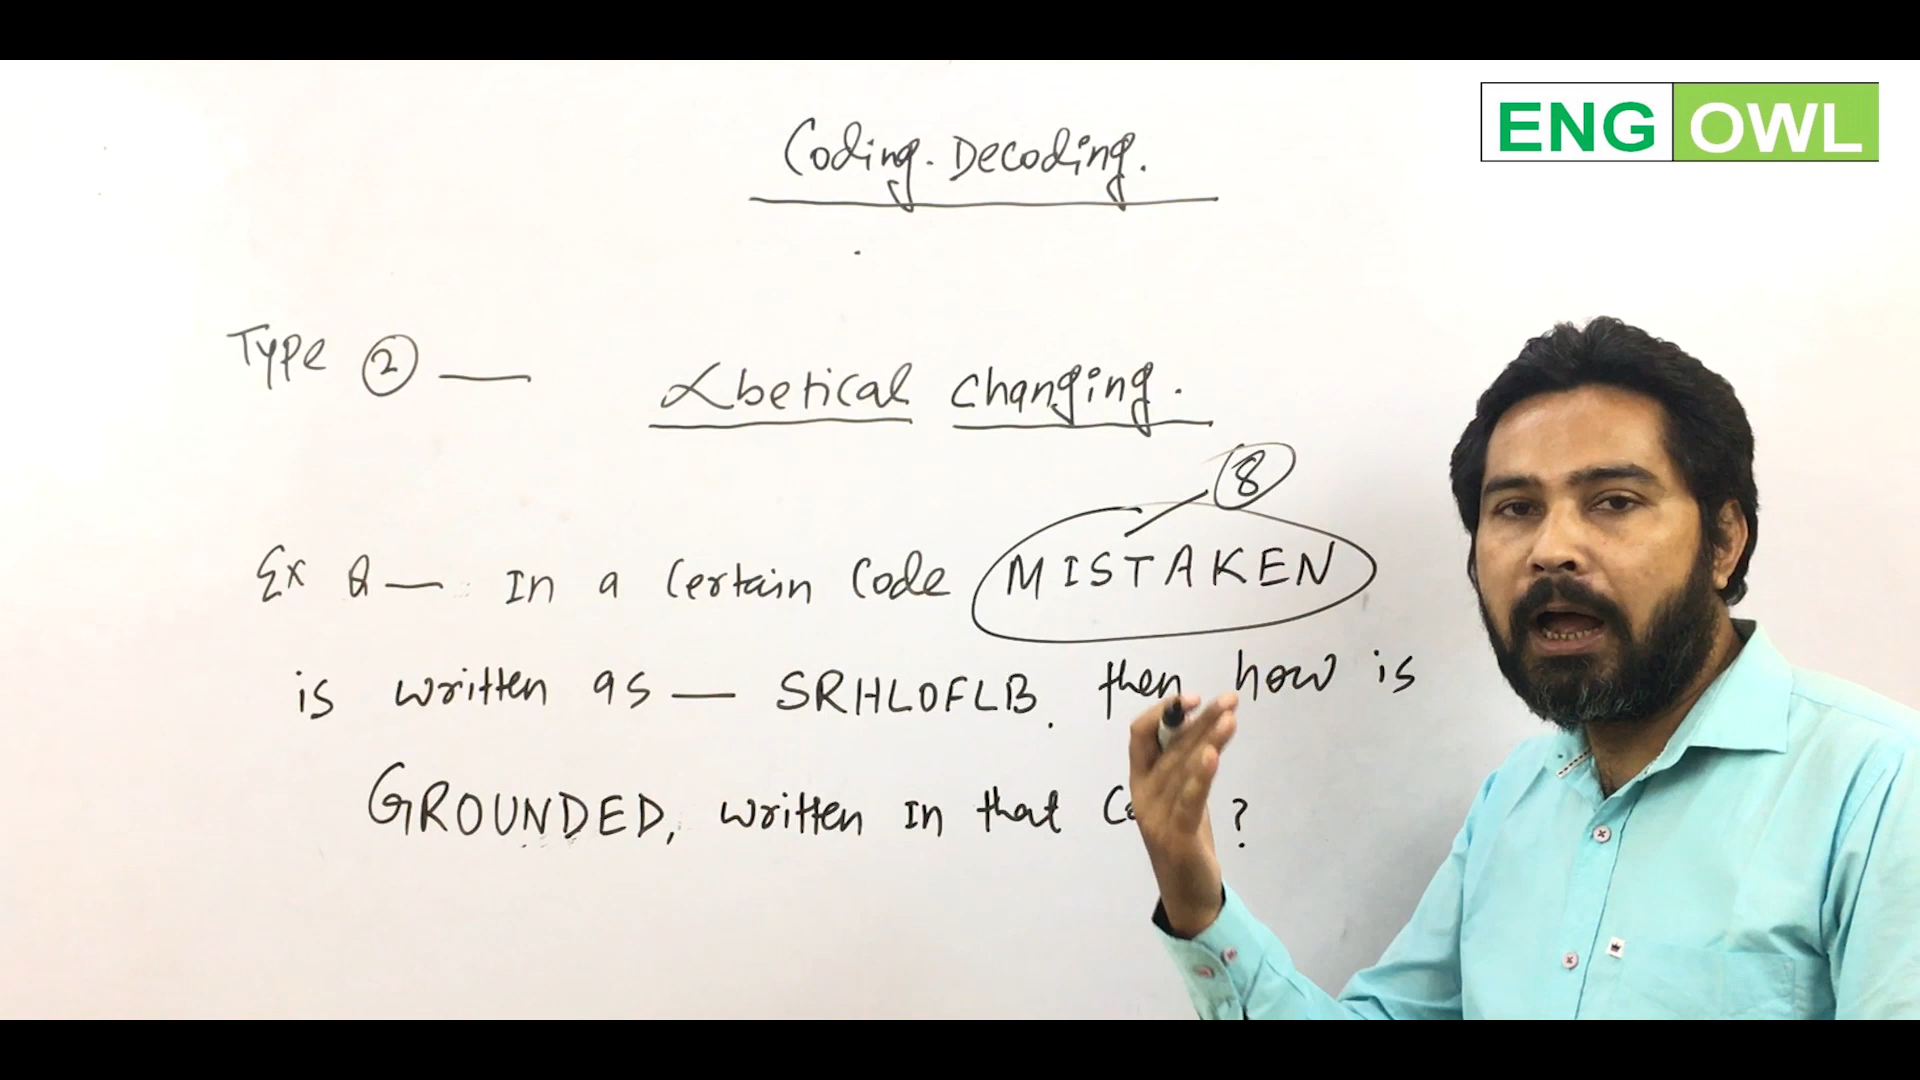 ENG OWL
Coding-Decoding.
Type ② — αbetical changing.
8
Ex Q — In a Certain Code MISTAKEN
is written as — SRHLOFLB. then how is
GROUNDED, written In that ?